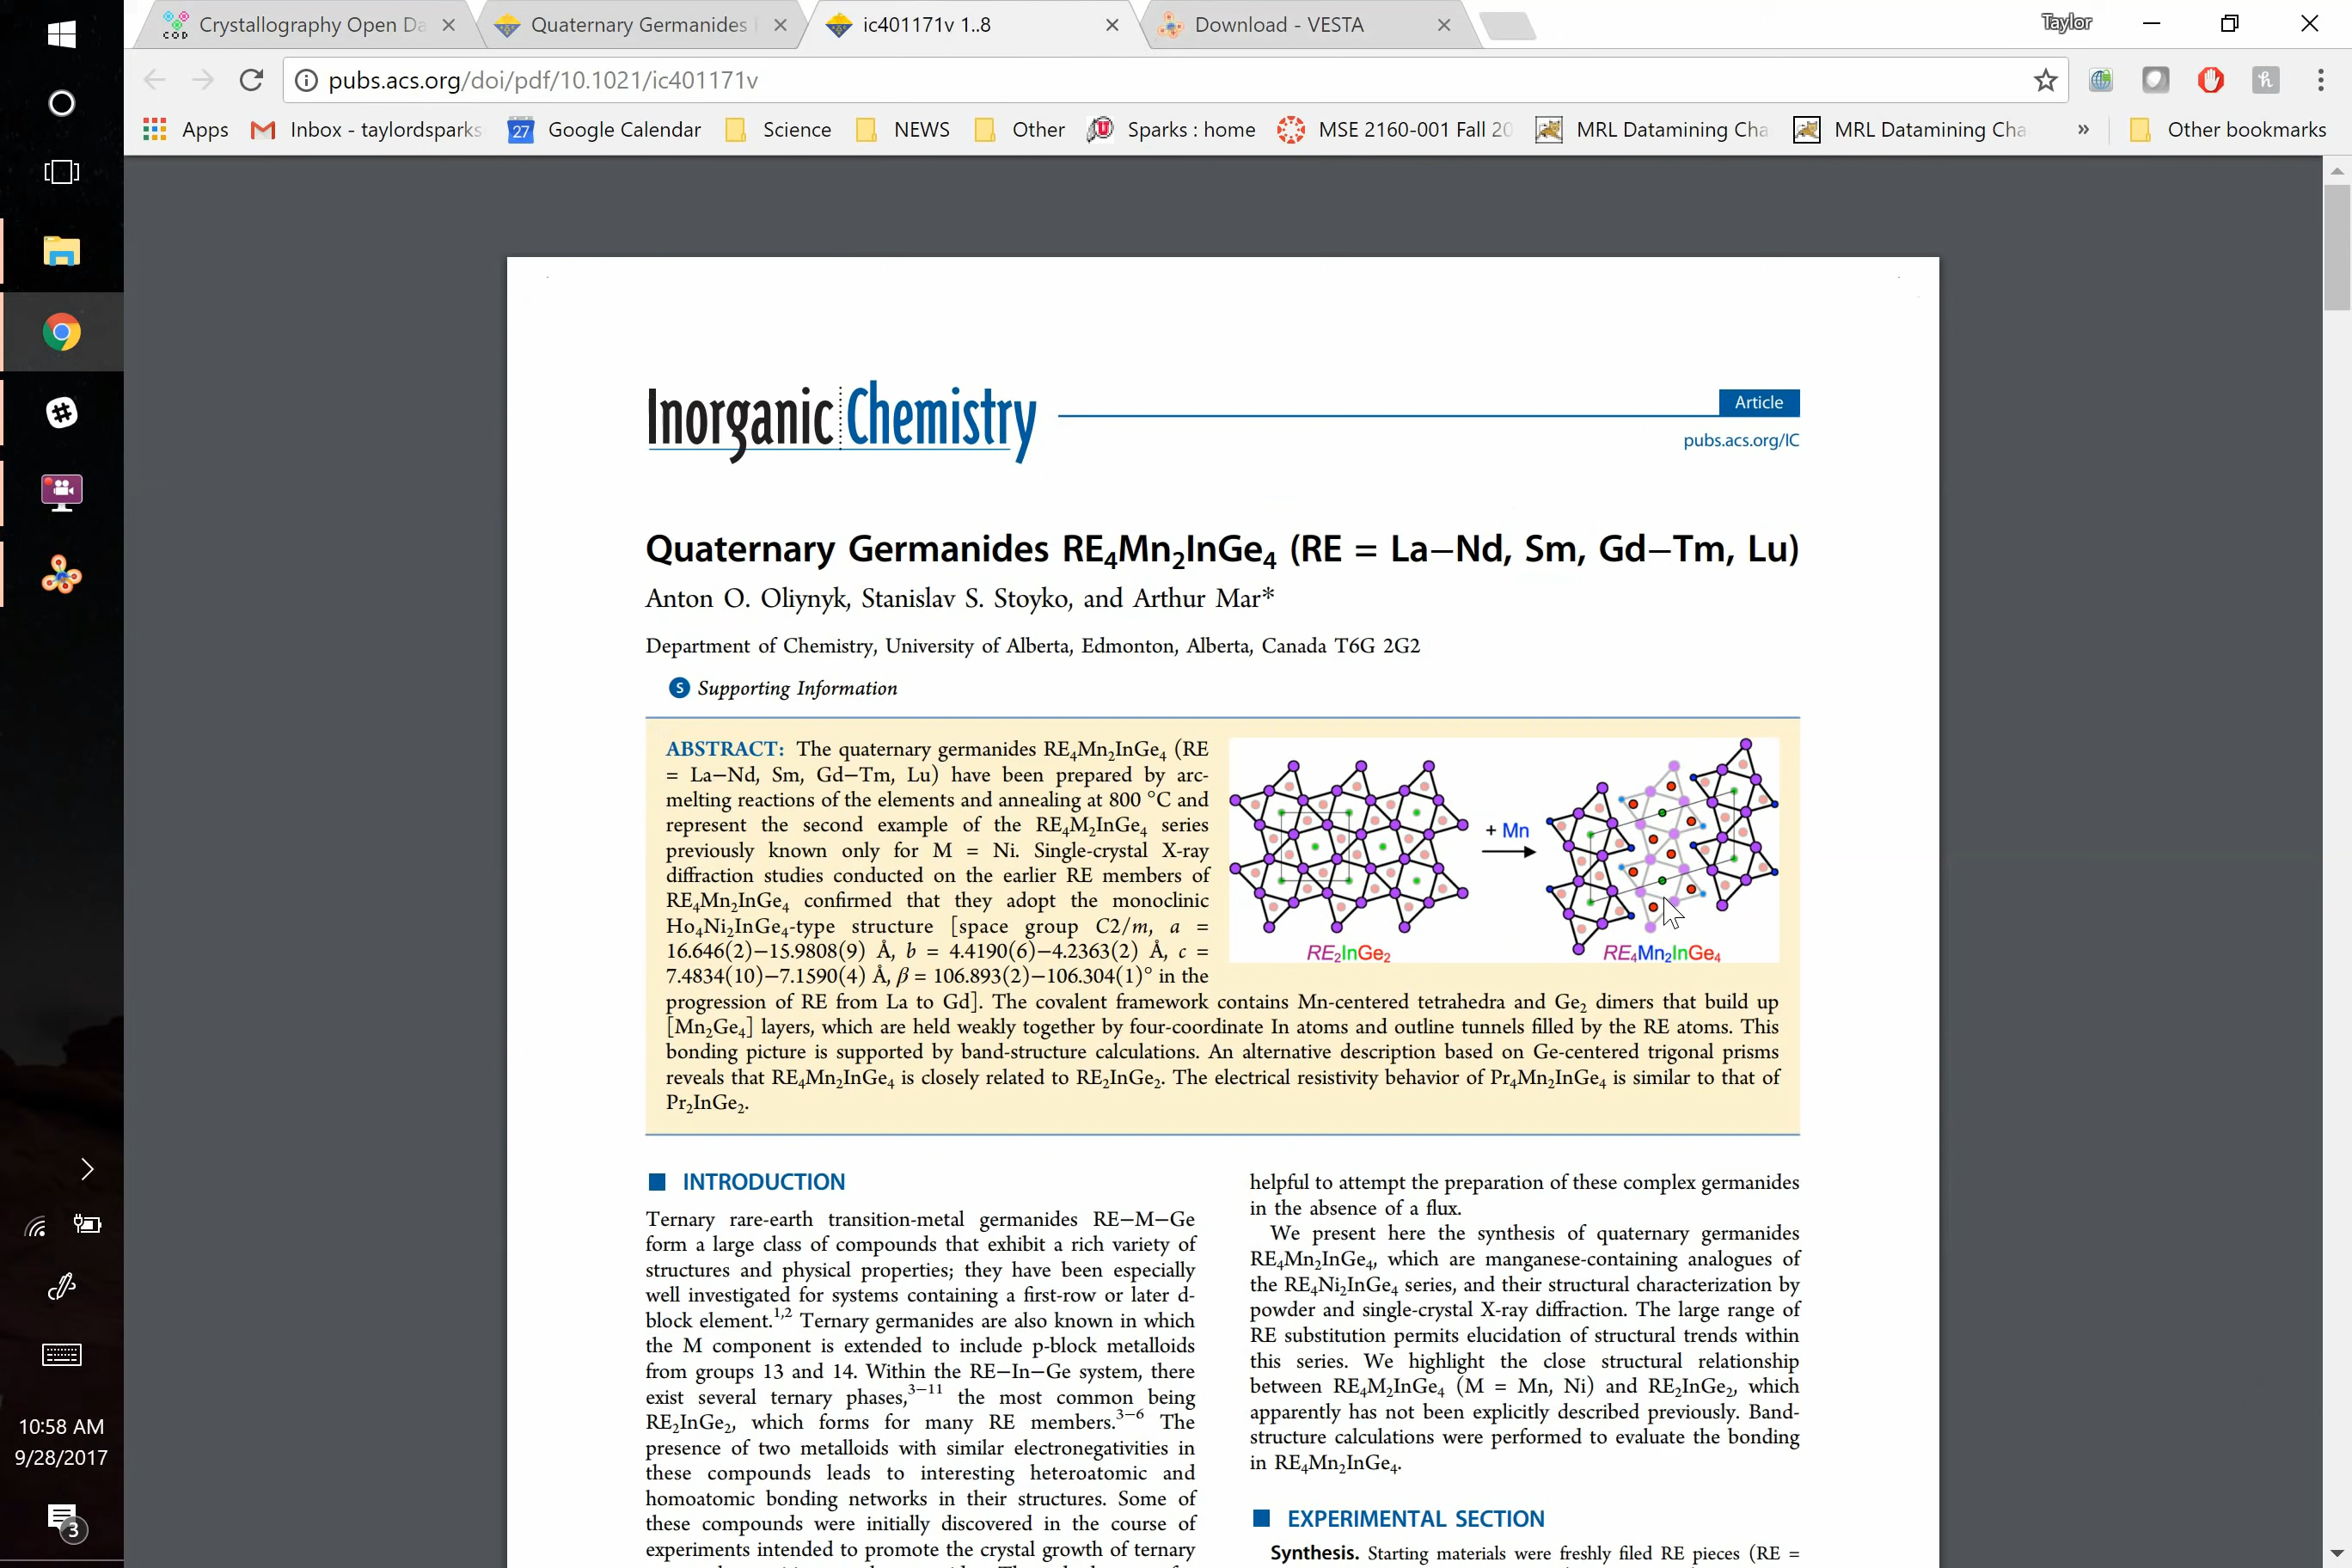 Crystallography Open Da
Quaternary Germanides
ic401171v 1..8
Download - VESTA
Taylor
pubs.acs.org/doi/pdf/10.1021/ic401171v
Apps
Inbox - taylordsparks
27
Google Calendar
Science
NEWS
Other
Sparks : home
MSE 2160-001 Fall 20
MRL Datamining Cha
MRL Datamining Cha
»
Other bookmarks
Inorganic Chemistry
Article
pubs.acs.org/IC
Quaternary Germanides RE₄Mn₂InGe₄ (RE = La–Nd, Sm, Gd–Tm, Lu)
Anton O. Oliynyk, Stanislav S. Stoyko, and Arthur Mar*
Department of Chemistry, University of Alberta, Edmonton, Alberta, Canada T6G 2G2
S Supporting Information
ABSTRACT: The quaternary germanides RE₄Mn₂InGe₄ (RE
= La–Nd, Sm, Gd–Tm, Lu) have been prepared by arc-
melting reactions of the elements and annealing at 800 °C and
represent the second example of the RE₄M₂InGe₄ series
previously known only for M = Ni. Single-crystal X-ray
diffraction studies conducted on the earlier RE members of
RE₄Mn₂InGe₄ confirmed that they adopt the monoclinic
Ho₄Ni₂InGe₄-type structure [space group C2/m, a =
16.646(2)–15.9808(9) Å, b = 4.4190(6)–4.2363(2) Å, c =
7.4834(10)–7.1590(4) Å, β = 106.893(2)–106.304(1)° in the
progression of RE from La to Gd]. The covalent framework contains Mn-centered tetrahedra and Ge₂ dimers that build up
[Mn₂Ge₄] layers, which are held weakly together by four-coordinate In atoms and outline tunnels filled by the RE atoms. This
bonding picture is supported by band-structure calculations. An alternative description based on Ge-centered trigonal prisms
reveals that RE₄Mn₂InGe₄ is closely related to RE₂InGe₂. The electrical resistivity behavior of Pr₄Mn₂InGe₄ is similar to that of
Pr₂InGe₂.
+ Mn
RE₂InGe₂
RE₄Mn₂InGe₄
INTRODUCTION
Ternary rare-earth transition-metal germanides RE–M–Ge
form a large class of compounds that exhibit a rich variety of
structures and physical properties; they have been especially
well investigated for systems containing a first-row or later d-
block element.¹,² Ternary germanides are also known in which
the M component is extended to include p-block metalloids
from groups 13 and 14. Within the RE–In–Ge system, there
exist several ternary phases,³–¹¹ the most common being
RE₂InGe₂, which forms for many RE members.³–⁶ The
presence of two metalloids with similar electronegativities in
these compounds leads to interesting heteroatomic and
homoatomic bonding networks in their structures. Some of
these compounds were initially discovered in the course of
experiments intended to promote the crystal growth of ternary
helpful to attempt the preparation of these complex germanides
in the absence of a flux.
We present here the synthesis of quaternary germanides
RE₄Mn₂InGe₄, which are manganese-containing analogues of
the RE₄Ni₂InGe₄ series, and their structural characterization by
powder and single-crystal X-ray diffraction. The large range of
RE substitution permits elucidation of structural trends within
this series. We highlight the close structural relationship
between RE₄M₂InGe₄ (M = Mn, Ni) and RE₂InGe₂, which
apparently has not been explicitly described previously. Band-
structure calculations were performed to evaluate the bonding
in RE₄Mn₂InGe₄.
EXPERIMENTAL SECTION
Synthesis. Starting materials were freshly filed RE pieces (RE =
10:58 AM
9/28/2017
3